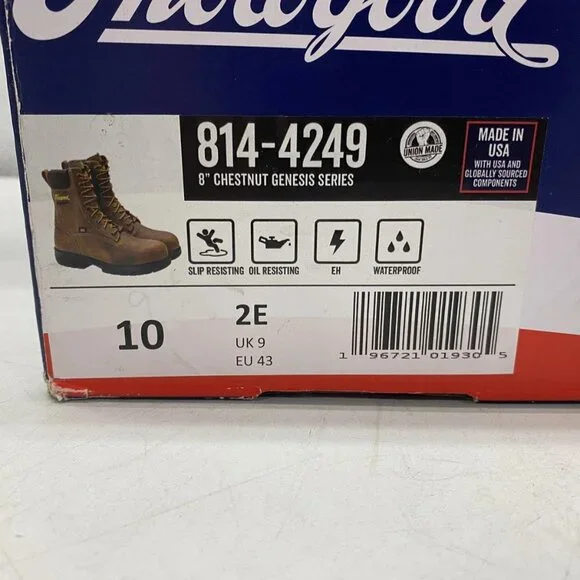 Thorogood
814-4249
8" CHESTNUT GENESIS SERIES
UNION MADE
MADE IN
USA
WITH USA AND
GLOBALLY SOURCED
COMPONENTS
SLIP RESISTING
OIL RESISTING
EH
WATERPROOF
10
2E
UK 9
EU 43
1 96721 01930 5